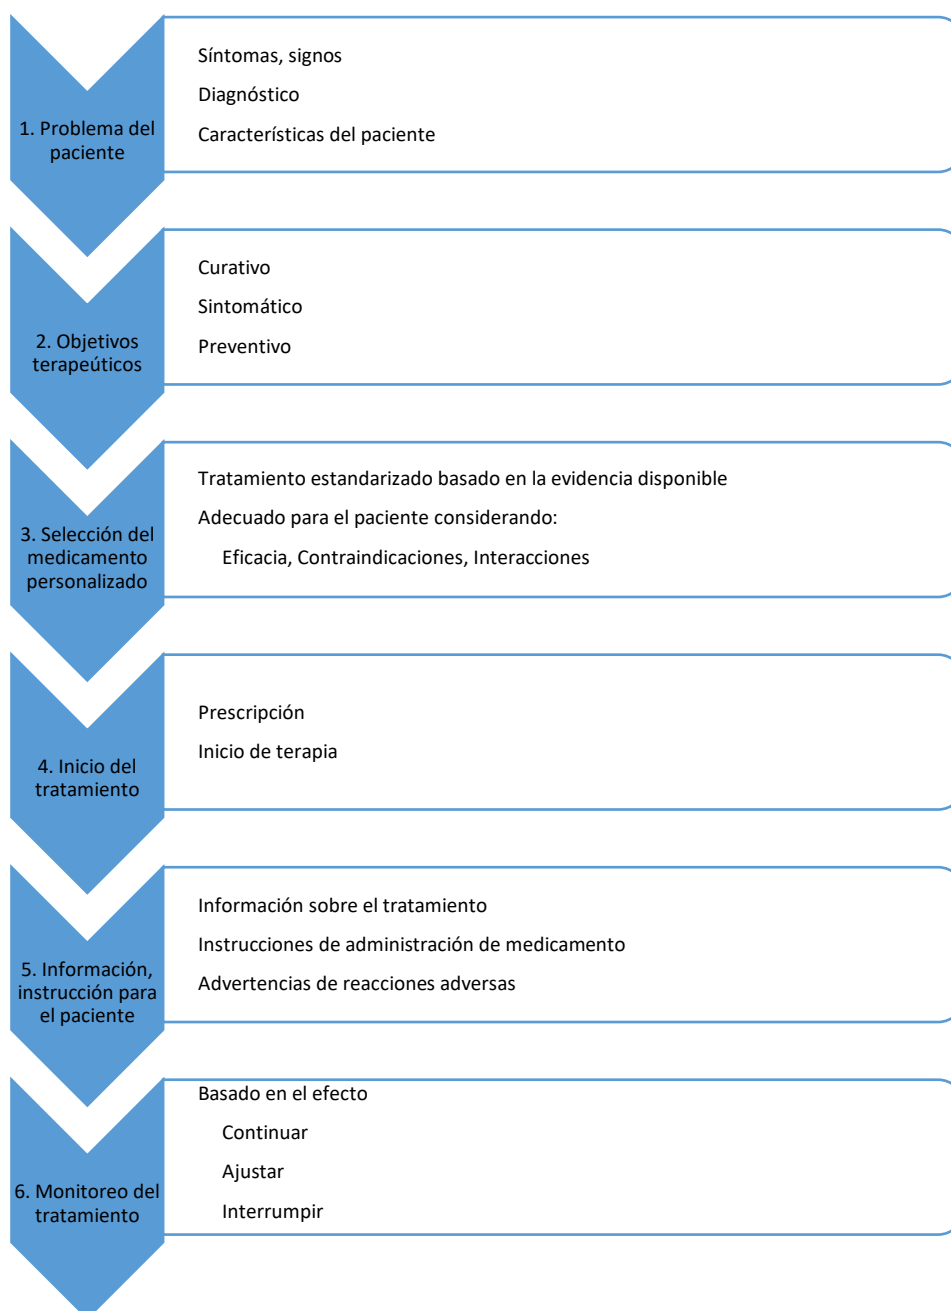 Síntomas, signos
Diagnóstico
Características del paciente
1. Problema del
paciente
Curativo
Sintomático
Preventivo
2. Objetivos
terapeúticos
Tratamiento estandarizado basado en la evidencia disponible
Adecuado para el paciente considerando:
Eficacia, Contraindicaciones, Interacciones
3. Selección del
medicamento
personalizado
Prescripción
Inicio de terapia
4. Inicio del
tratamiento
Información sobre el tratamiento
Instrucciones de administración de medicamento
Advertencias de reacciones adversas
5. Información,
instrucción para
el paciente
Basado en el efecto
Continuar
Ajustar
Interrumpir
6. Monitoreo del
tratamiento